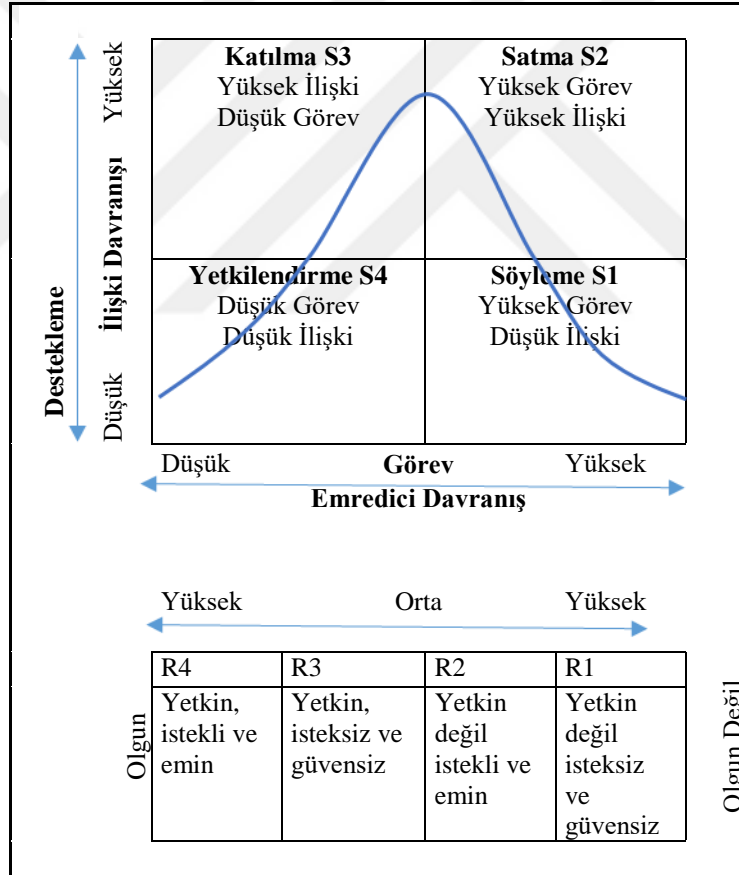 Katılma S3
Yüksek İlişki
Düşük Görev
Satma S2
Yüksek Görev
Yüksek İlişki
Yetkilendirme S4
Düşük Görev
Düşük İlişki
Söyleme S1
Yüksek Görev
Düşük İlişki
Destekleme
İlişki Davranışı
Yüksek
Düşük
Düşük
Görev
Yüksek
Emredici Davranış
Yüksek
Orta
Yüksek
Olgun
R4
R3
R2
R1
Yetkin,
istekli ve
emin
Yetkin,
isteksiz ve
güvensiz
Yetkin
değil
istekli ve
emin
Yetkin
değil
isteksiz
ve
güvensiz
Olgun Değil